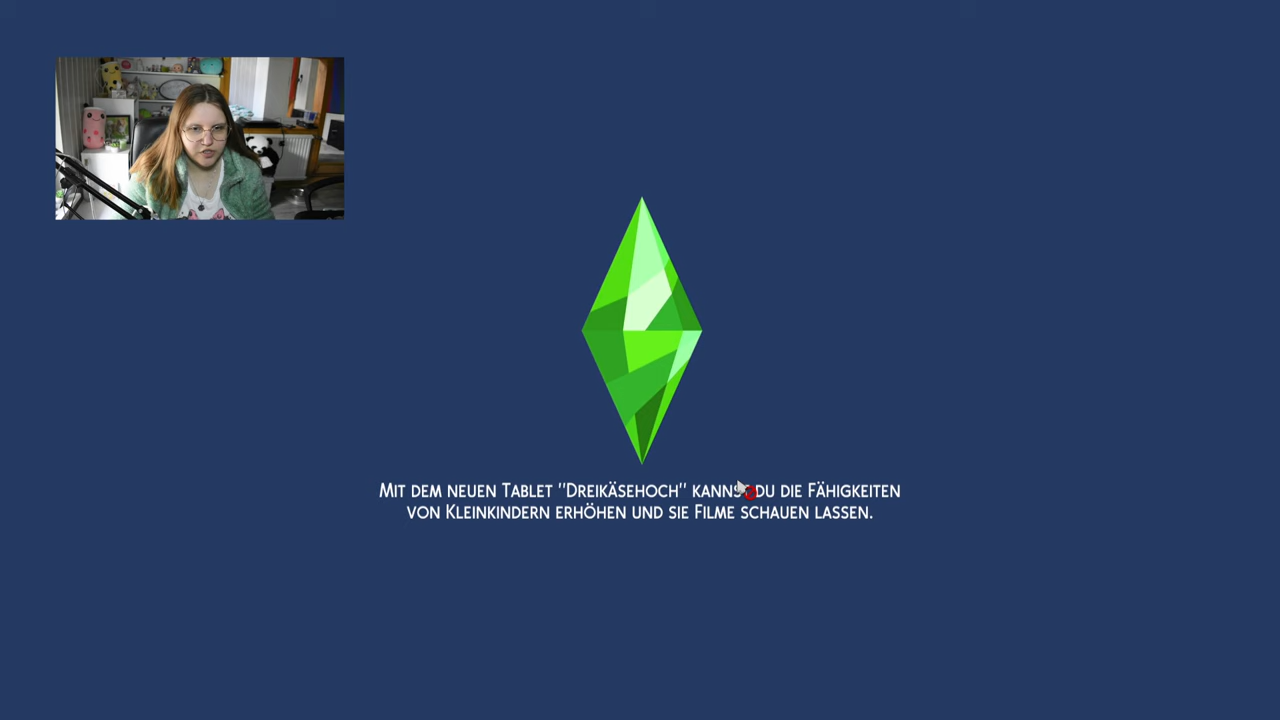 MIT DEM NEUEN TABLET "DREIKÄSEHOCH" KANNST DU DIE FÄHIGKEITEN
VON KLEINKINDERN ERHÖHEN UND SIE FILME SCHAUEN LASSEN.